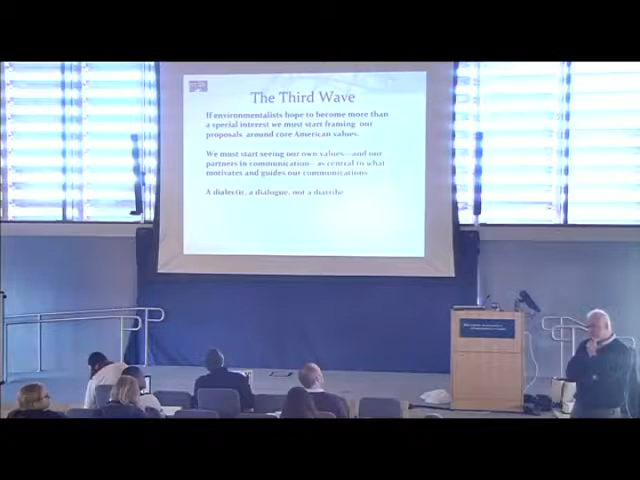 The Third Wave
If environmentalists hope to become more than
a special interest we must start framing our
proposals around core American values.
We must start seeing our own values—and our
partners in communication—as central to what
motivates and guides our communications.
A dialectic, a dialogue, not a diatribe